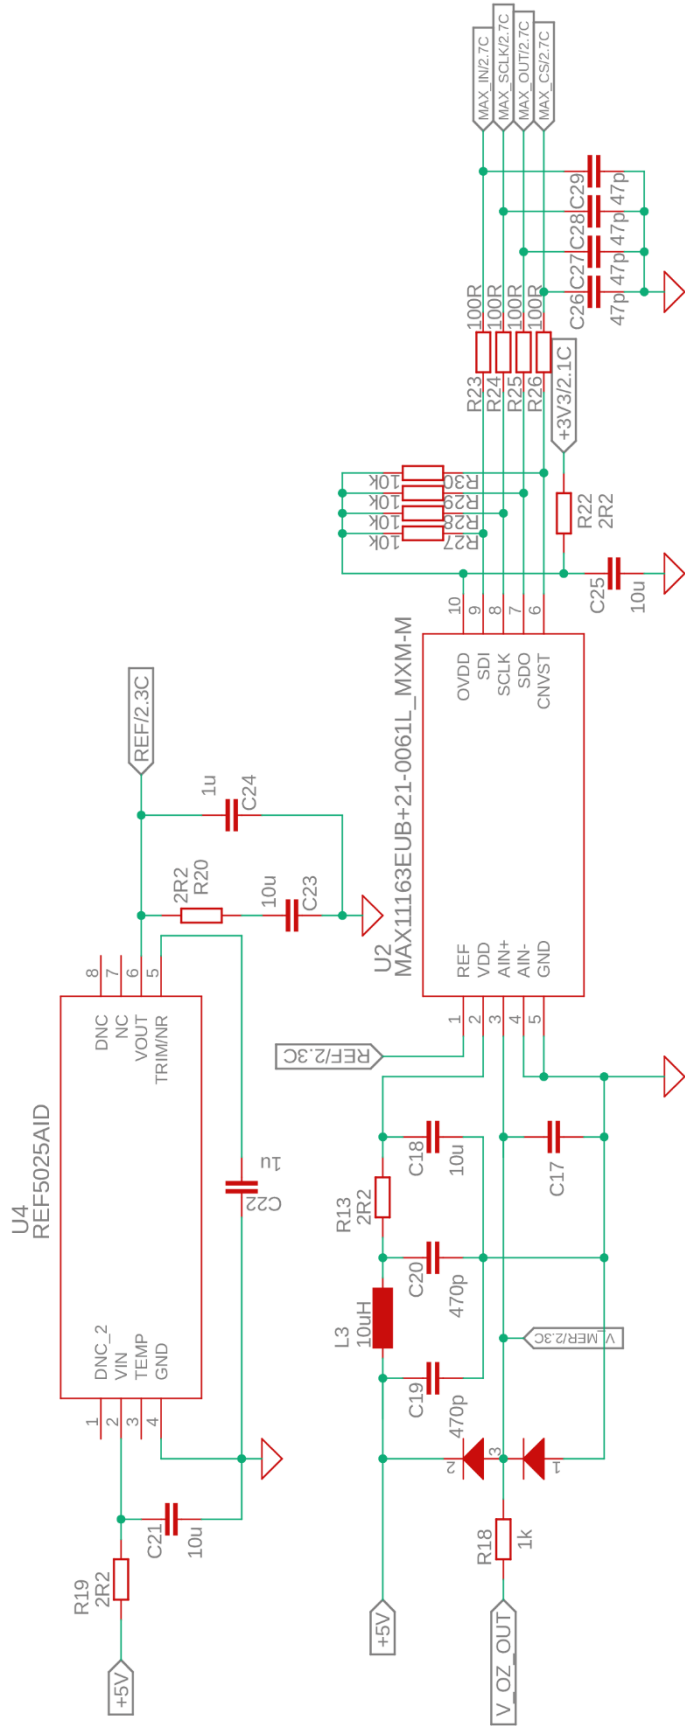 MAX_IN/2.7C
MAX_SCLK/2.7C
MAX_OUT/2.7C
MAX_CS/2.7C
C29
47p
C28
47p
C27
47p
C26
47p
100R
R23
100R
R24
100R
R25
100R
R26
+3V3/2.1C
R30
10k
R29
10k
R28
10k
R27
10k
R22
2R2
C25
10u
10
9
8
7
6
OVDD
SDI
SCLK
SDO
CNVST
U2
MAX11163EUB+21-0061L_MXM-M
REF
VDD
AIN+
AIN-
GND
1
2
3
4
5
REF/2.3C
REF/2.3C
1u
C24
2R2
R20
10u
C23
8
7
6
5
DNC
NC
VOUT
TRIM/NR
U4
REF5025AID
DNC_2
VIN
TEMP
GND
1
2
3
4
1u
C22
C21
10u
R19
2R2
+5V
C18
10u
R13
2R2
C17
C20
470p
L3
10uH
V_MER/2.3C
C19
470p
2
3
1
R18
1k
+5V
V_OZ_OUT